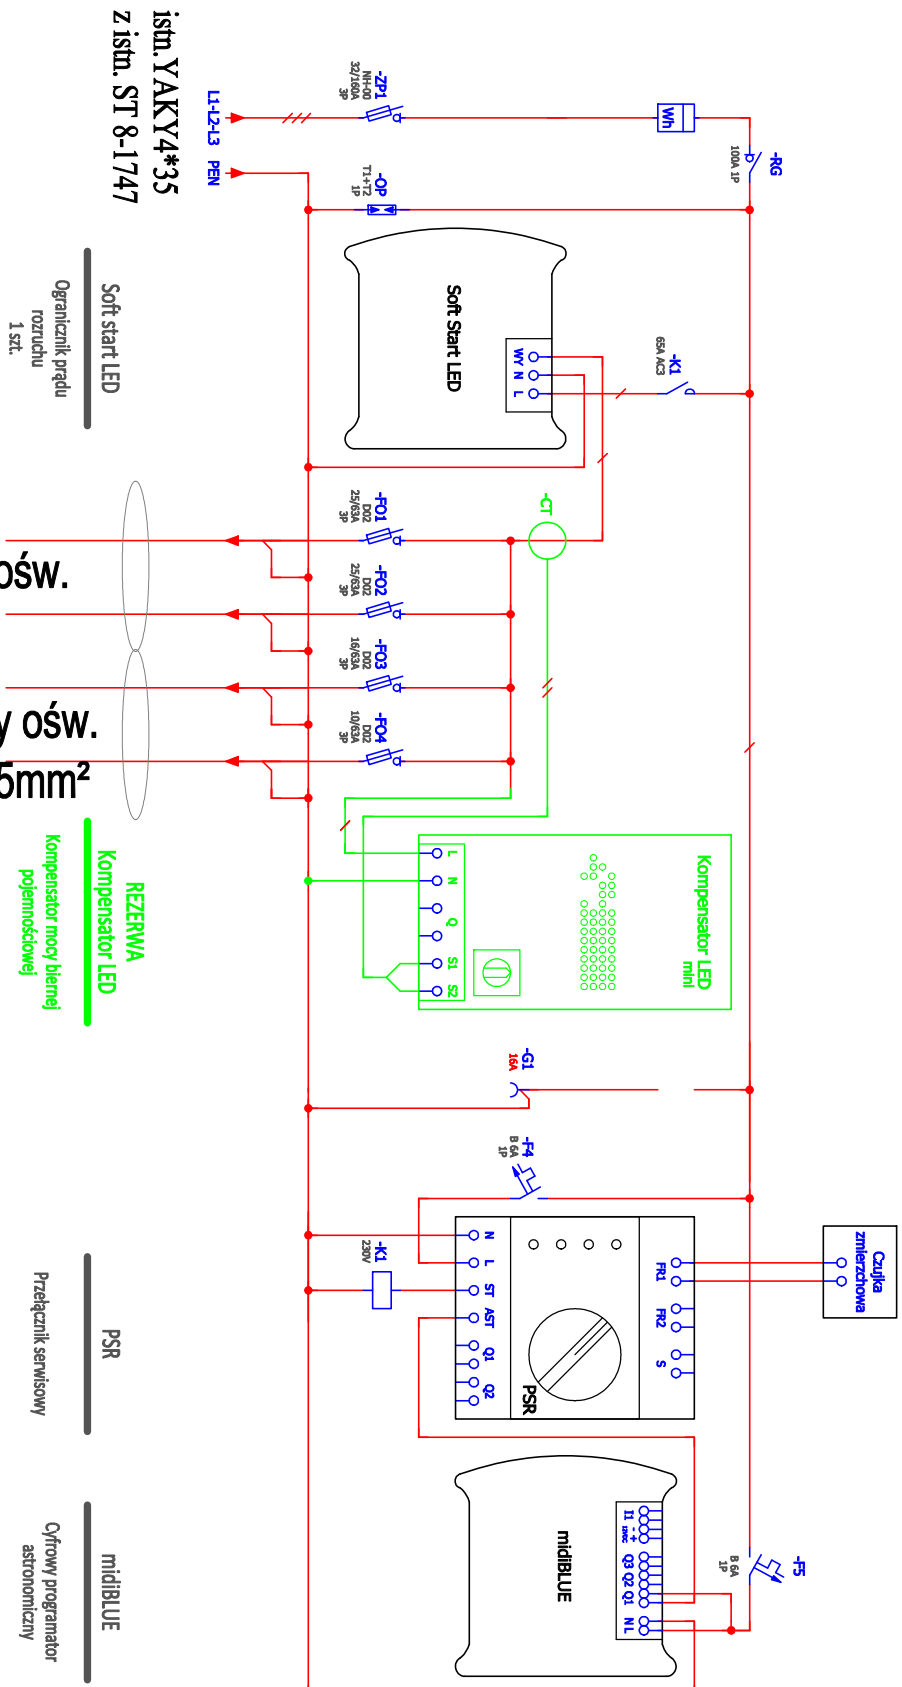 istn.YAKY4*35
z istn. ST 8-1747
L1-L2-L3
PEN
-ZP1
NH-00
32/160A
3P
Wh
-RG
100A 1P
-OP
T1+T2
1P
Soft Start LED
WY N L
-K1
65A AC3
Soft start LED
Ogranicznik prądu
rozruchu
1 szt.
-CT
-FO1
D02
25/63A
3P
-FO2
D02
25/63A
3P
-FO3
D02
16/63A
3P
-FO4
D02
10/63A
3P
ośw.
y ośw.
5mm²
Kompensator LED
mini
L N Q S1 S2
REZERWA
Kompensator LED
Kompensator mocy biernej
pojemnościowej
-G1
16A
-F4
B 6A
1P
Czujka
zmierzchowa
FR1 FR2 S
N L ST AST Q1 Q2
PSR
-K1
230V
PSR
Przełącznik serwisowy
-F5
B 6A
1P
I1 - + Q3 Q2 Q1 N L
12VDC
midiBLUE
midiBLUE
Cyfrowy programator
astronomiczny